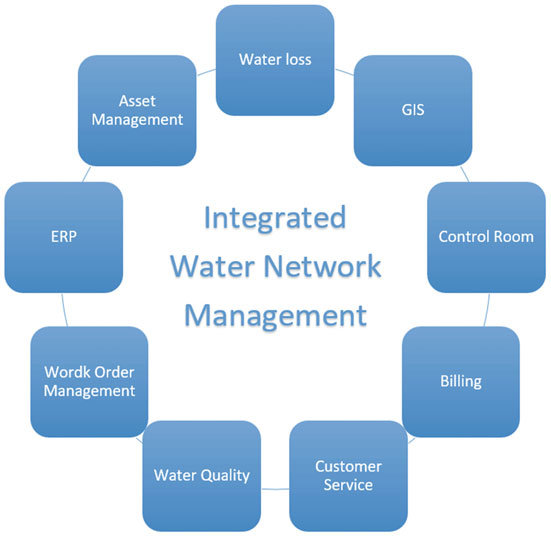 Water loss
GIS
Control Room
Billing
Customer
Service
Water Quality
Wordk Order
Management
ERP
Asset
Management
Integrated
Water Network
Management